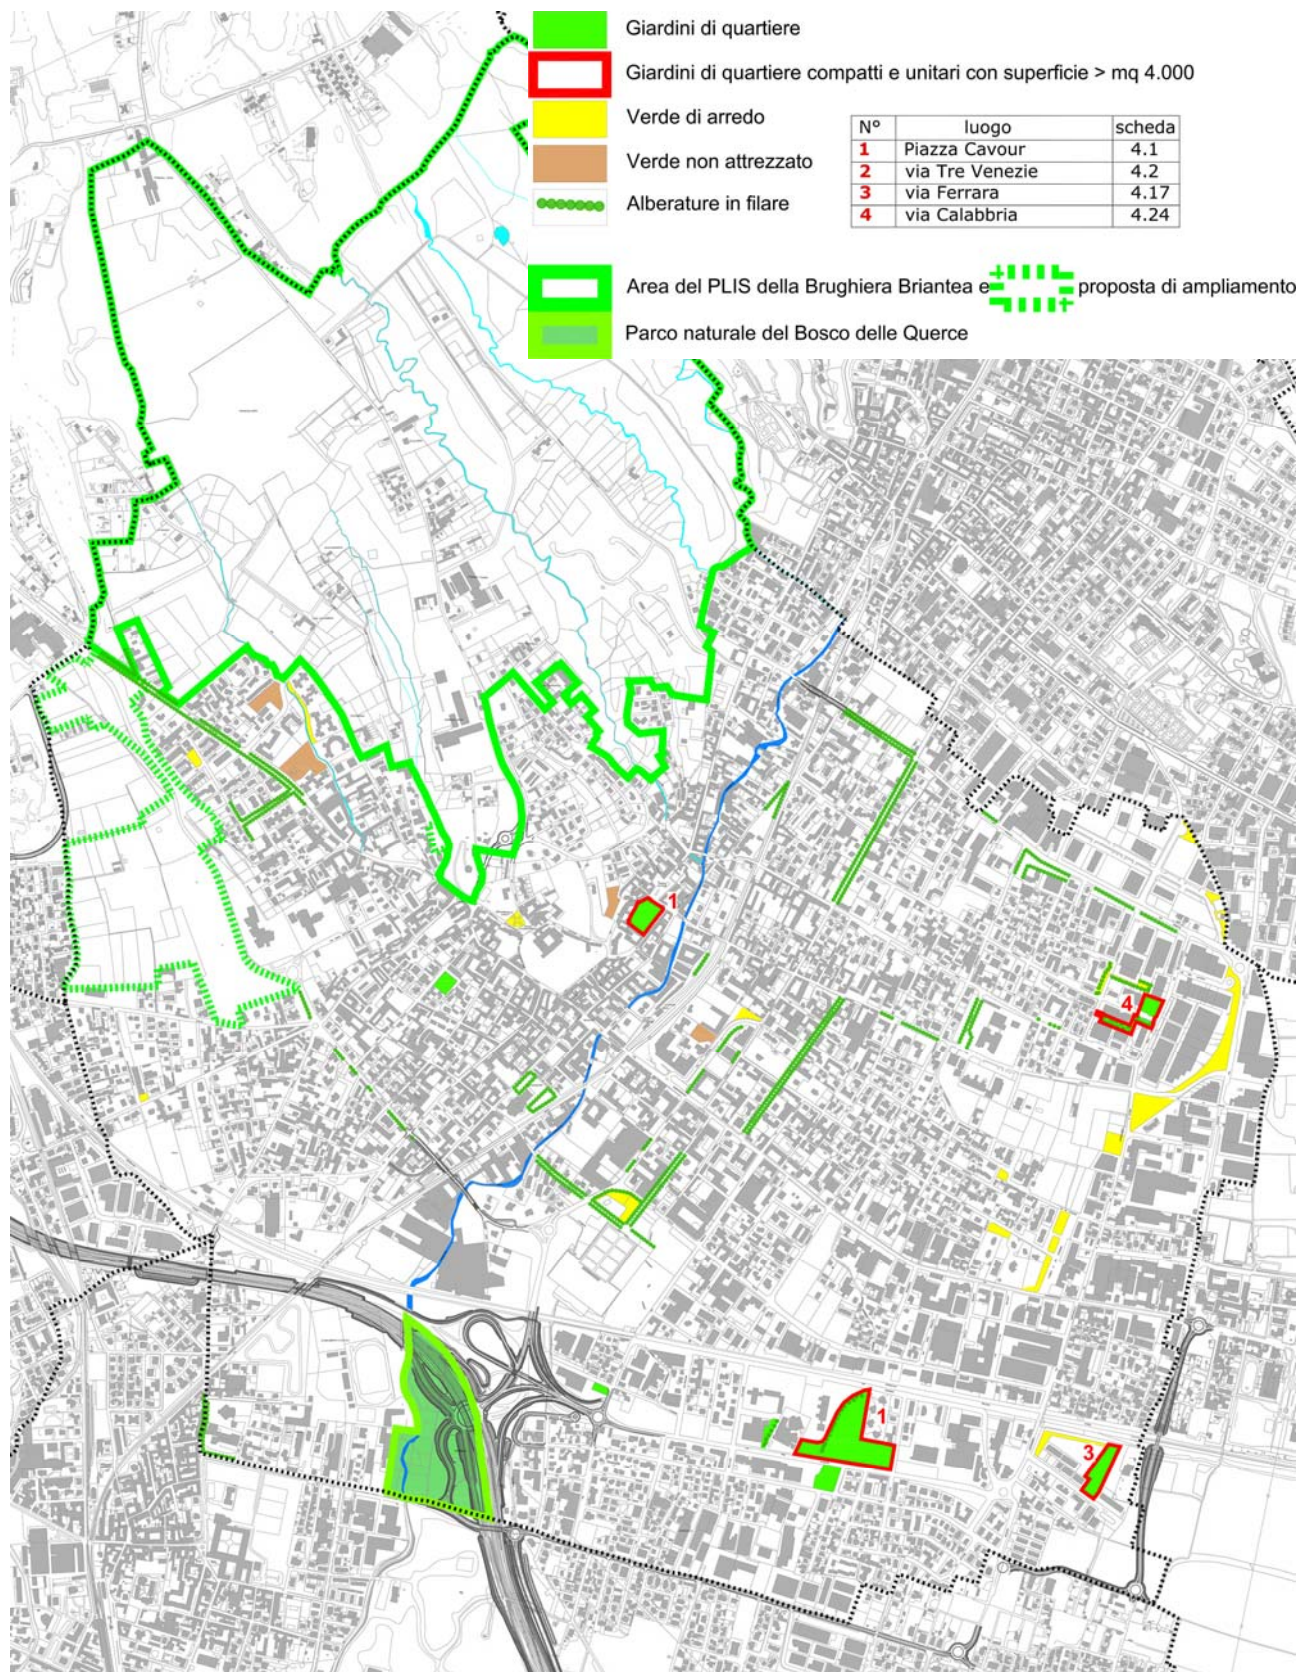 Giardini di quartiere
Giardini di quartiere compatti e unitari con superficie > mq 4.000
Verde di arredo
Verde non attrezzato
Alberature in filare
N° luogo scheda
1 Piazza Cavour 4.1
2 via Tre Venezie 4.2
3 via Ferrara 4.17
4 via Calabbria 4.24
Area del PLIS della Brughiera Briantea e proposta di ampliamento
Parco naturale del Bosco delle Querce
1
4
1
3